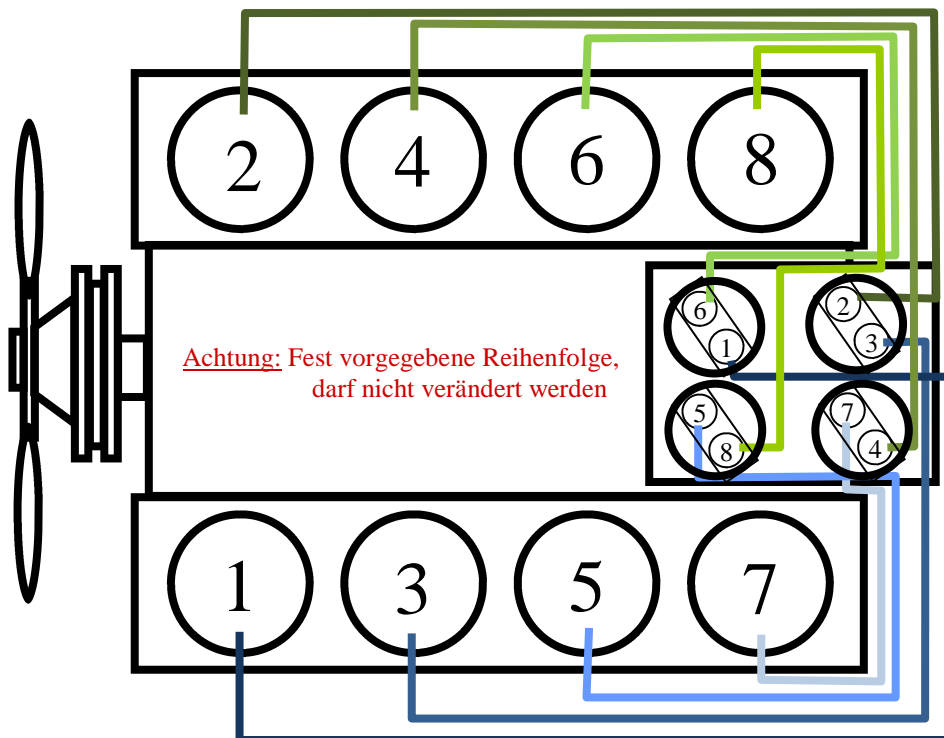 2 4 6 8
6 2
1 3
Achtung: Fest vorgegebene Reihenfolge,
darf nicht verändert werden
5 7
8 4
1 3 5 7